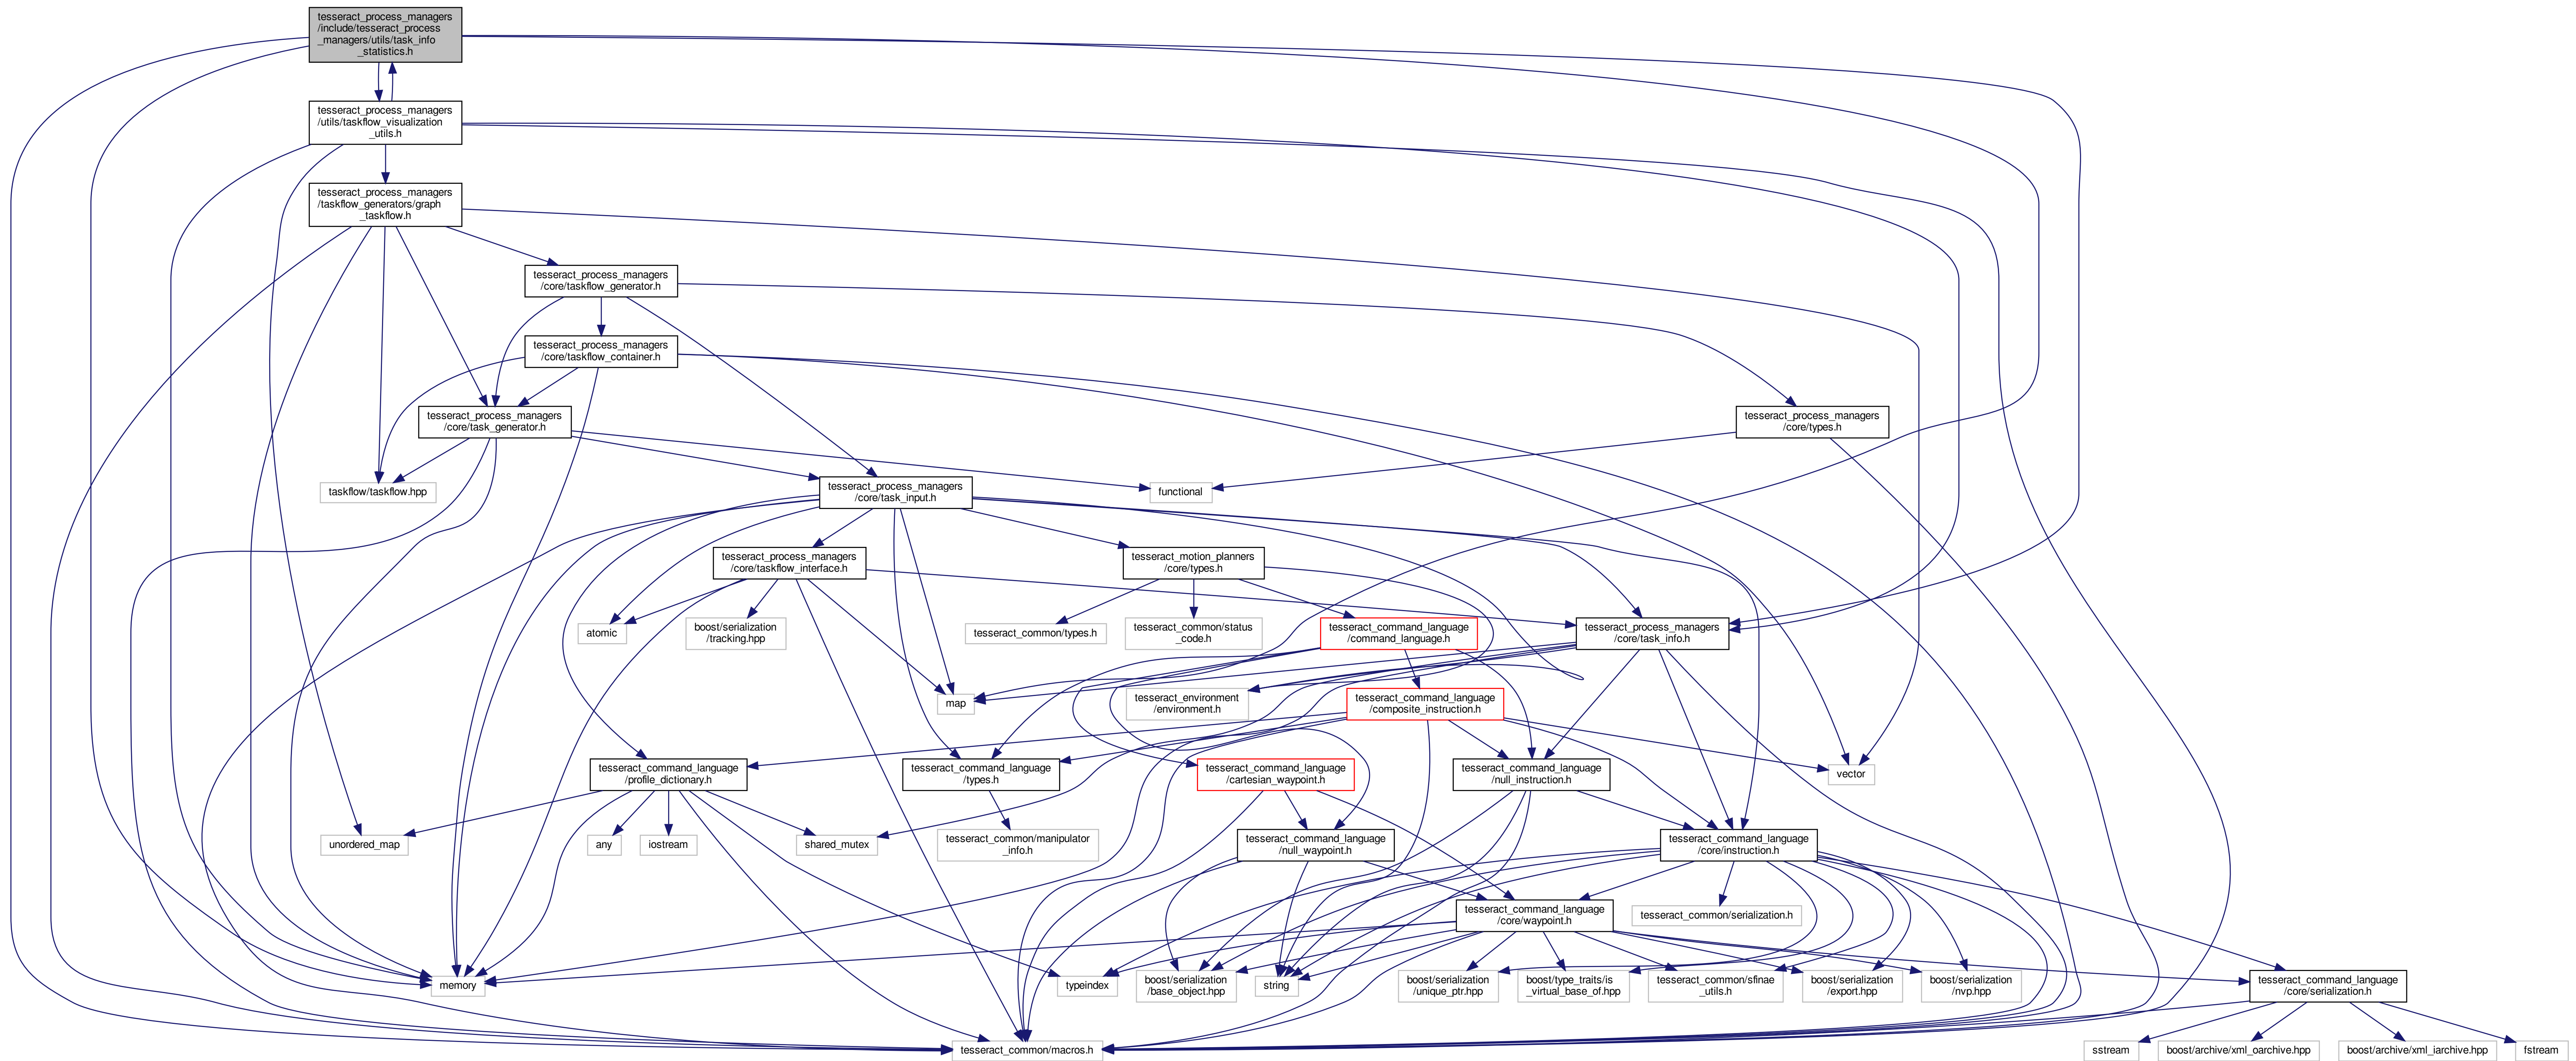 tesseract_process_managers
/include/tesseract_process
_managers/utils/task_info
_statistics.h
tesseract_process_managers
/utils/taskflow_visualization
_utils.h
tesseract_process_managers
/taskflow_generators/graph
_taskflow.h
tesseract_process_managers
/core/taskflow_generator.h
tesseract_process_managers
/core/taskflow_container.h
tesseract_process_managers
/core/task_generator.h
tesseract_process_managers
/core/types.h
taskflow/taskflow.hpp
tesseract_process_managers
/core/task_input.h
functional
tesseract_process_managers
/core/taskflow_interface.h
tesseract_motion_planners
/core/types.h
atomic
boost/serialization
/tracking.hpp
tesseract_common/types.h
tesseract_common/status
_code.h
tesseract_command_language
/command_language.h
tesseract_process_managers
/core/task_info.h
map
tesseract_environment
/environment.h
tesseract_command_language
/composite_instruction.h
tesseract_command_language
/profile_dictionary.h
tesseract_command_language
/types.h
tesseract_command_language
/cartesian_waypoint.h
tesseract_command_language
/null_instruction.h
vector
unordered_map
any
iostream
shared_mutex
tesseract_common/manipulator
_info.h
tesseract_command_language
/null_waypoint.h
tesseract_command_language
/core/instruction.h
tesseract_command_language
/core/waypoint.h
tesseract_common/serialization.h
memory
typeindex
boost/serialization
/base_object.hpp
string
boost/serialization
/unique_ptr.hpp
boost/type_traits/is
_virtual_base_of.hpp
tesseract_common/sfinae
_utils.h
boost/serialization
/export.hpp
boost/serialization
/nvp.hpp
tesseract_command_language
/core/serialization.h
tesseract_common/macros.h
sstream
boost/archive/xml_oarchive.hpp
boost/archive/xml_iarchive.hpp
fstream